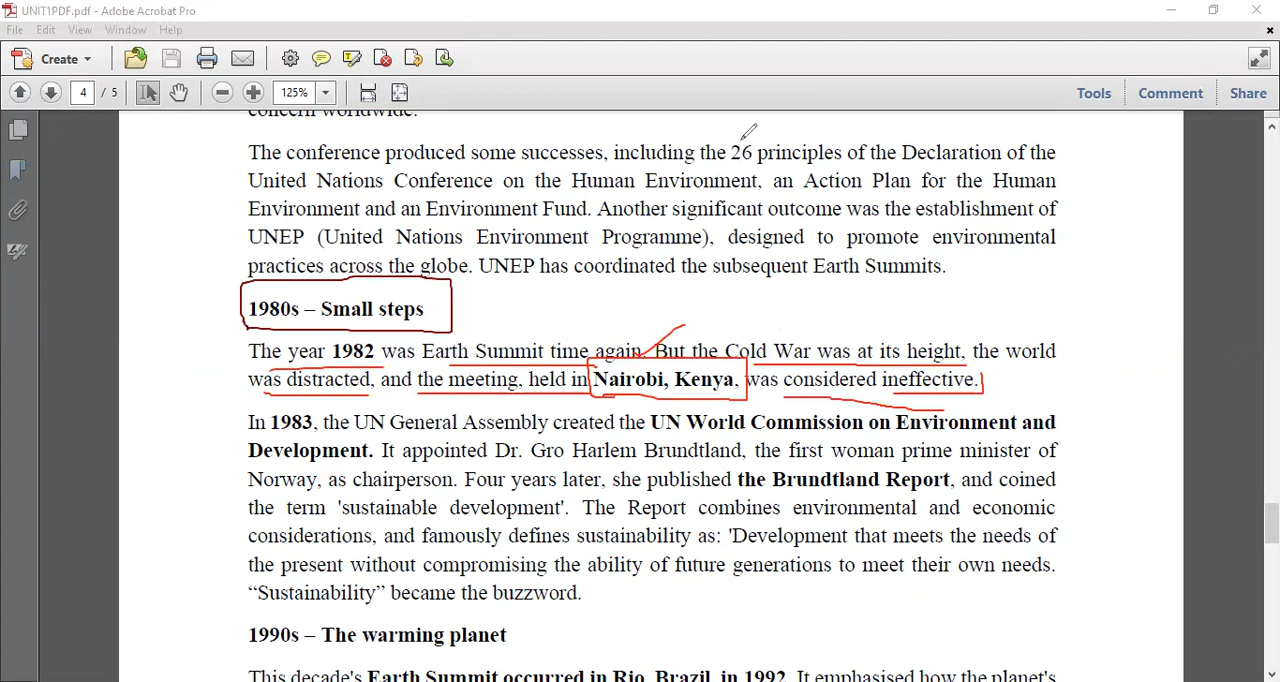 UNIT1PDF.pdf - Adobe Acrobat Pro
File Edit View Window Help
Create
4 / 5 125% Tools Comment Share
The conference produced some successes, including the 26 principles of the Declaration of the
United Nations Conference on the Human Environment, an Action Plan for the Human
Environment and an Environment Fund. Another significant outcome was the establishment of
UNEP (United Nations Environment Programme), designed to promote environmental
practices across the globe. UNEP has coordinated the subsequent Earth Summits.
1980s – Small steps
The year 1982 was Earth Summit time again. But the Cold War was at its height, the world
was distracted, and the meeting, held in Nairobi, Kenya, was considered ineffective.
In 1983, the UN General Assembly created the UN World Commission on Environment and
Development. It appointed Dr. Gro Harlem Brundtland, the first woman prime minister of
Norway, as chairperson. Four years later, she published the Brundtland Report, and coined
the term 'sustainable development'. The Report combines environmental and economic
considerations, and famously defines sustainability as: 'Development that meets the needs of
the present without compromising the ability of future generations to meet their own needs.
“Sustainability” became the buzzword.
1990s – The warming planet
This decade's Earth Summit occurred in Rio, Brazil, in 1992. It emphasised how the planet's